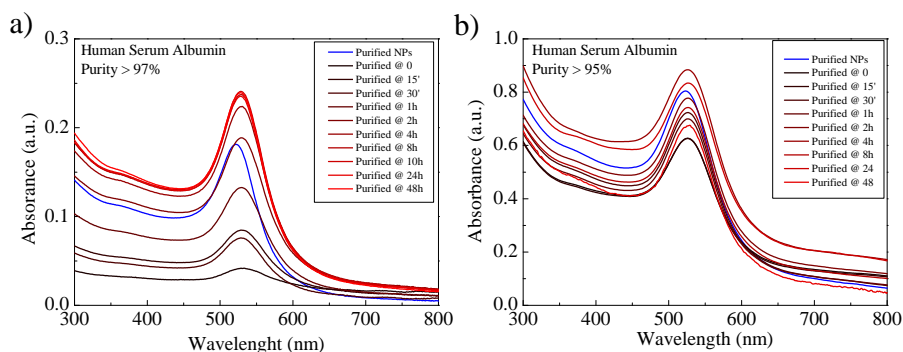 a)
Human Serum Albumin
Purity > 97%
Purified NPs
Purified @ 0
Purified @ 15'
Purified @ 30'
Purified @ 1h
Purified @ 2h
Purified @ 4h
Purified @ 8h
Purified @ 10h
Purified @ 24h
Purified @ 48h
Absorance (a.u.)
0.3
0.2
0.1
0.0
300 400 500 600 700 800
Wavelenght (nm)
b)
Human Serum Albumin
Purity > 95%
Purified NPs
Purified @ 0
Purified @ 15'
Purified @ 30'
Purified @ 1h
Purified @ 2h
Purified @ 4h
Purified @ 8h
Purified @ 24
Purified @ 48
Absorbance (a.u.)
1.0
0.8
0.6
0.4
0.2
0.0
300 400 500 600 700 800
Wavelenght (nm)